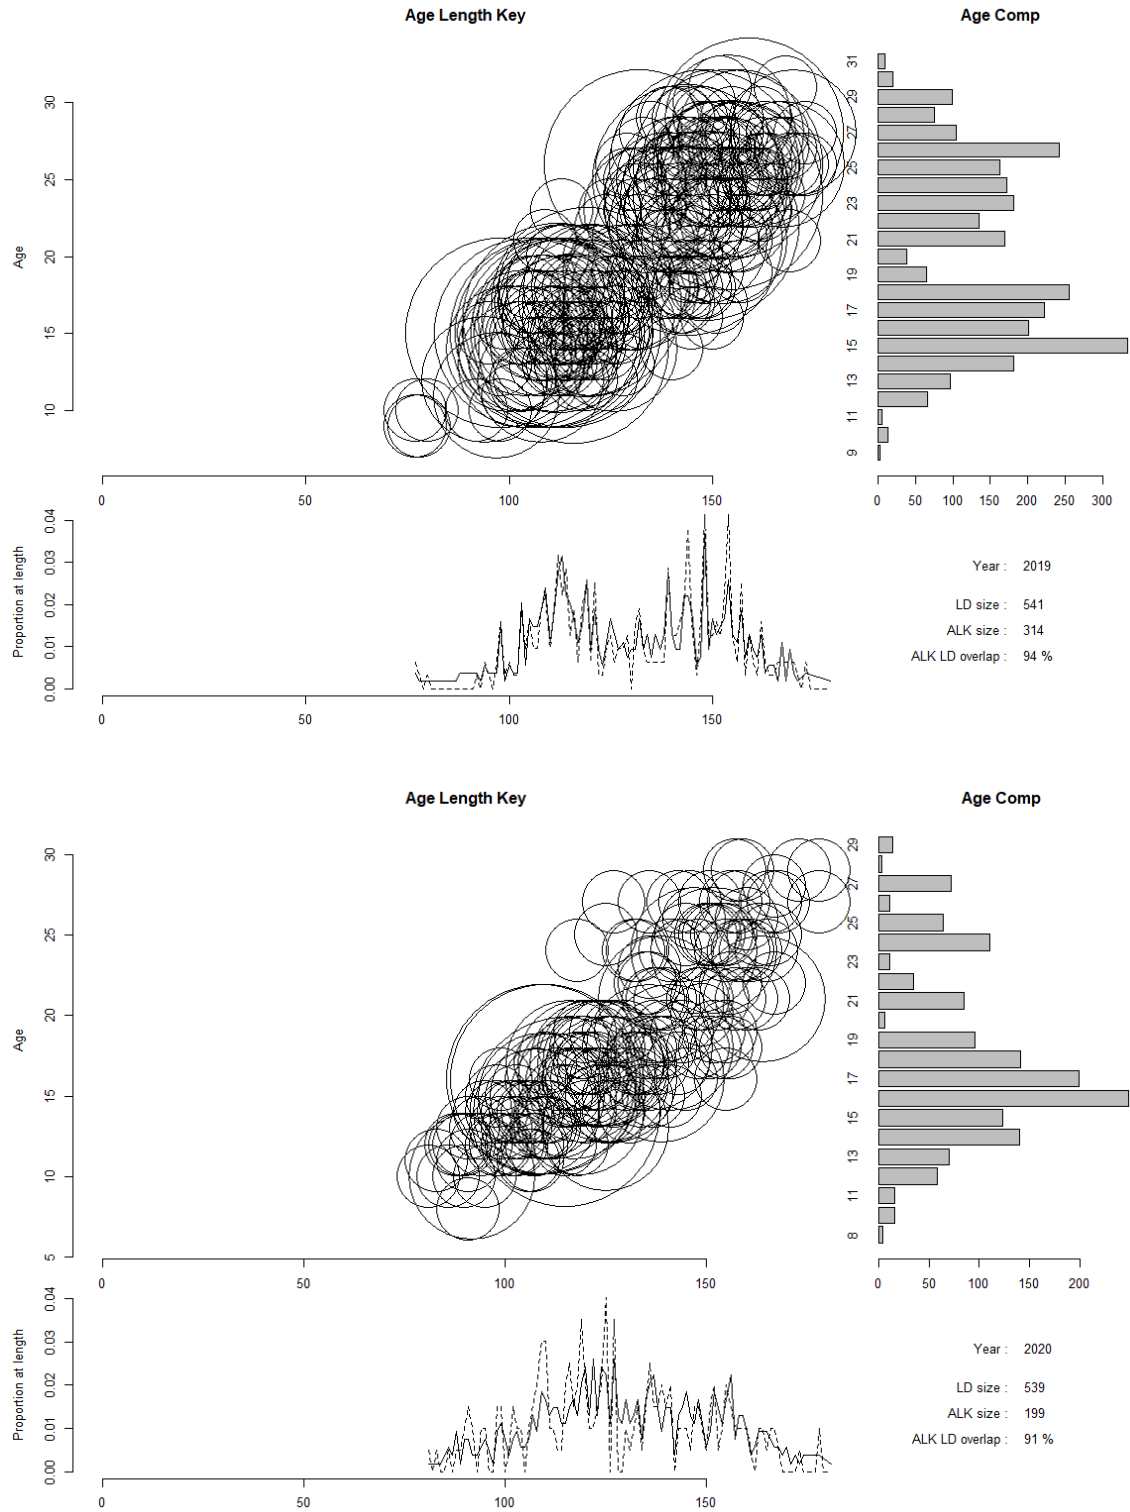 Age Length Key
Age Comp
Age
30
25
20
15
10
31
29
27
25
23
21
19
17
15
13
11
9
0 50 100 150
0 50 100 150 200 250 300
Proportion at length
0.04
0.03
0.02
0.01
0.00
0 50 100 150
Year : 2019
LD size : 541
ALK size : 314
ALK LD overlap : 94 %
Age Length Key
Age Comp
Age
30
25
20
15
10
5
29
27
25
23
21
19
17
15
13
11
8
0 50 100 150
0 50 100 150 200
Proportion at length
0.04
0.03
0.02
0.01
0.00
0 50 100 150
Year : 2020
LD size : 539
ALK size : 199
ALK LD overlap : 91 %